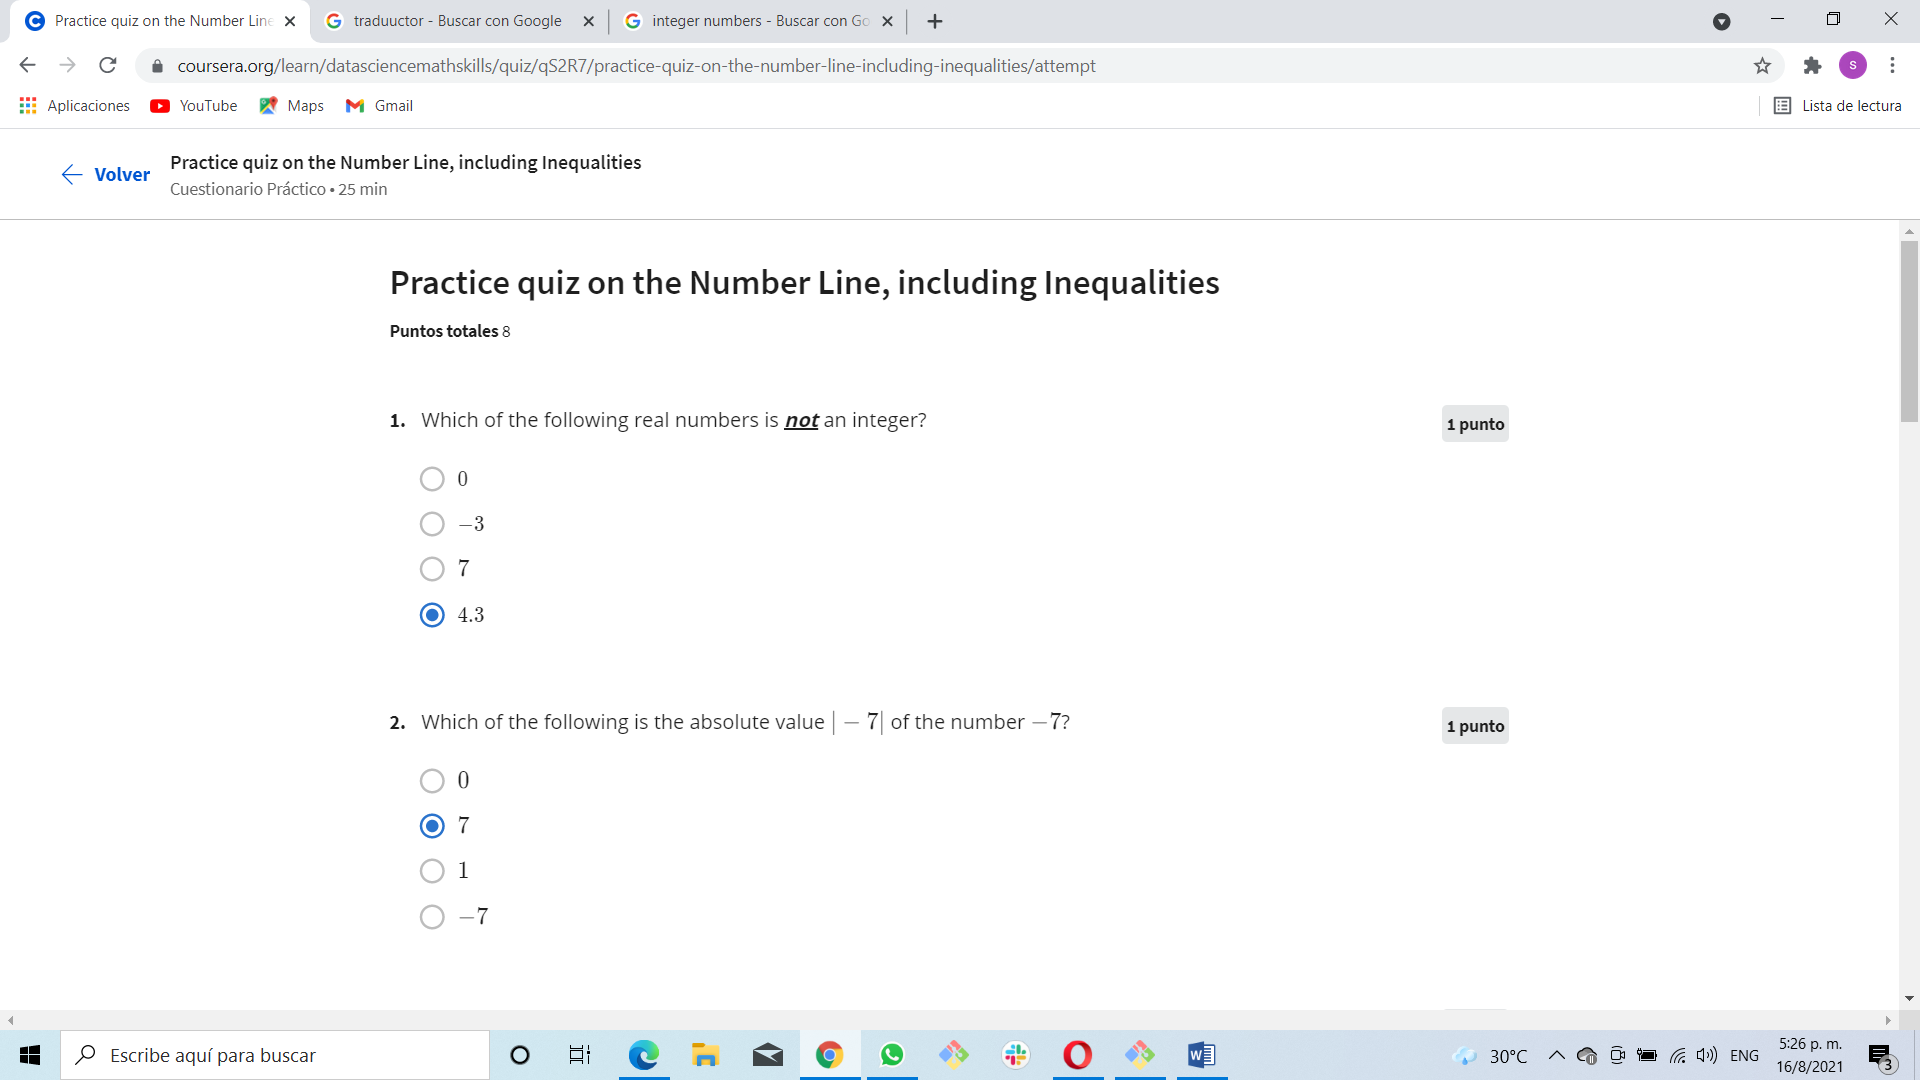 Practice quiz on the Number Line
traduuctor - Buscar con Google
integer numbers - Buscar con Go
coursera.org/learn/datasciencemathskills/quiz/qS2R7/practice-quiz-on-the-number-line-including-inequalities/attempt
S
Aplicaciones
YouTube
Maps
Gmail
Lista de lectura
Volver
Practice quiz on the Number Line, including Inequalities
Cuestionario Práctico • 25 min
Practice quiz on the Number Line, including Inequalities
Puntos totales 8
1. Which of the following real numbers is not an integer?
1 punto
0
−3
7
4.3
2. Which of the following is the absolute value | − 7| of the number −7?
1 punto
0
7
1
−7
Escribe aquí para buscar
30°C
ENG
5:26 p. m.
16/8/2021
3